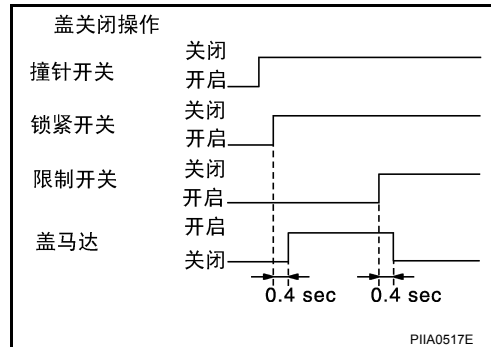 盖关闭操作
撞针开关
关闭
开启
锁紧开关
关闭
开启
限制开关
关闭
开启
盖马达
开启
关闭
0.4 sec
0.4 sec
PIIA0517E